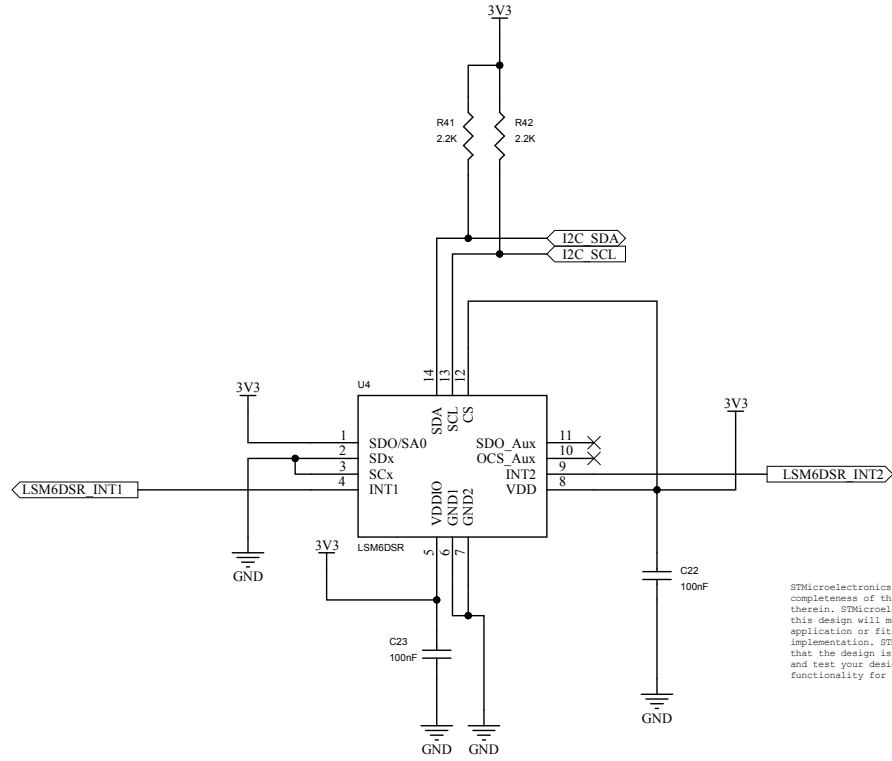 3V3
R41
2.2K
R42
2.2K
I2C_SDA
I2C_SCL
14
13
12
U4
SDA
SCL
CS
3V3
3V3
1
SDO/SA0
SDO_Aux
11
2
SDx
OCS_Aux
10
3
SCx
INT2
9
LSM6DSR_INT2
LSM6DSR_INT1
4
INT1
VDD
8
VDDIO
GND1
GND2
LSM6DSR
3V3
5
6
7
GND
C22
100nF
C23
100nF
GND
GND
GND
STMicroelectronics
completeness of th
therein. STMicroel
this design will m
application or fit
implementation. ST
that the design is
and test your desi
functionality for